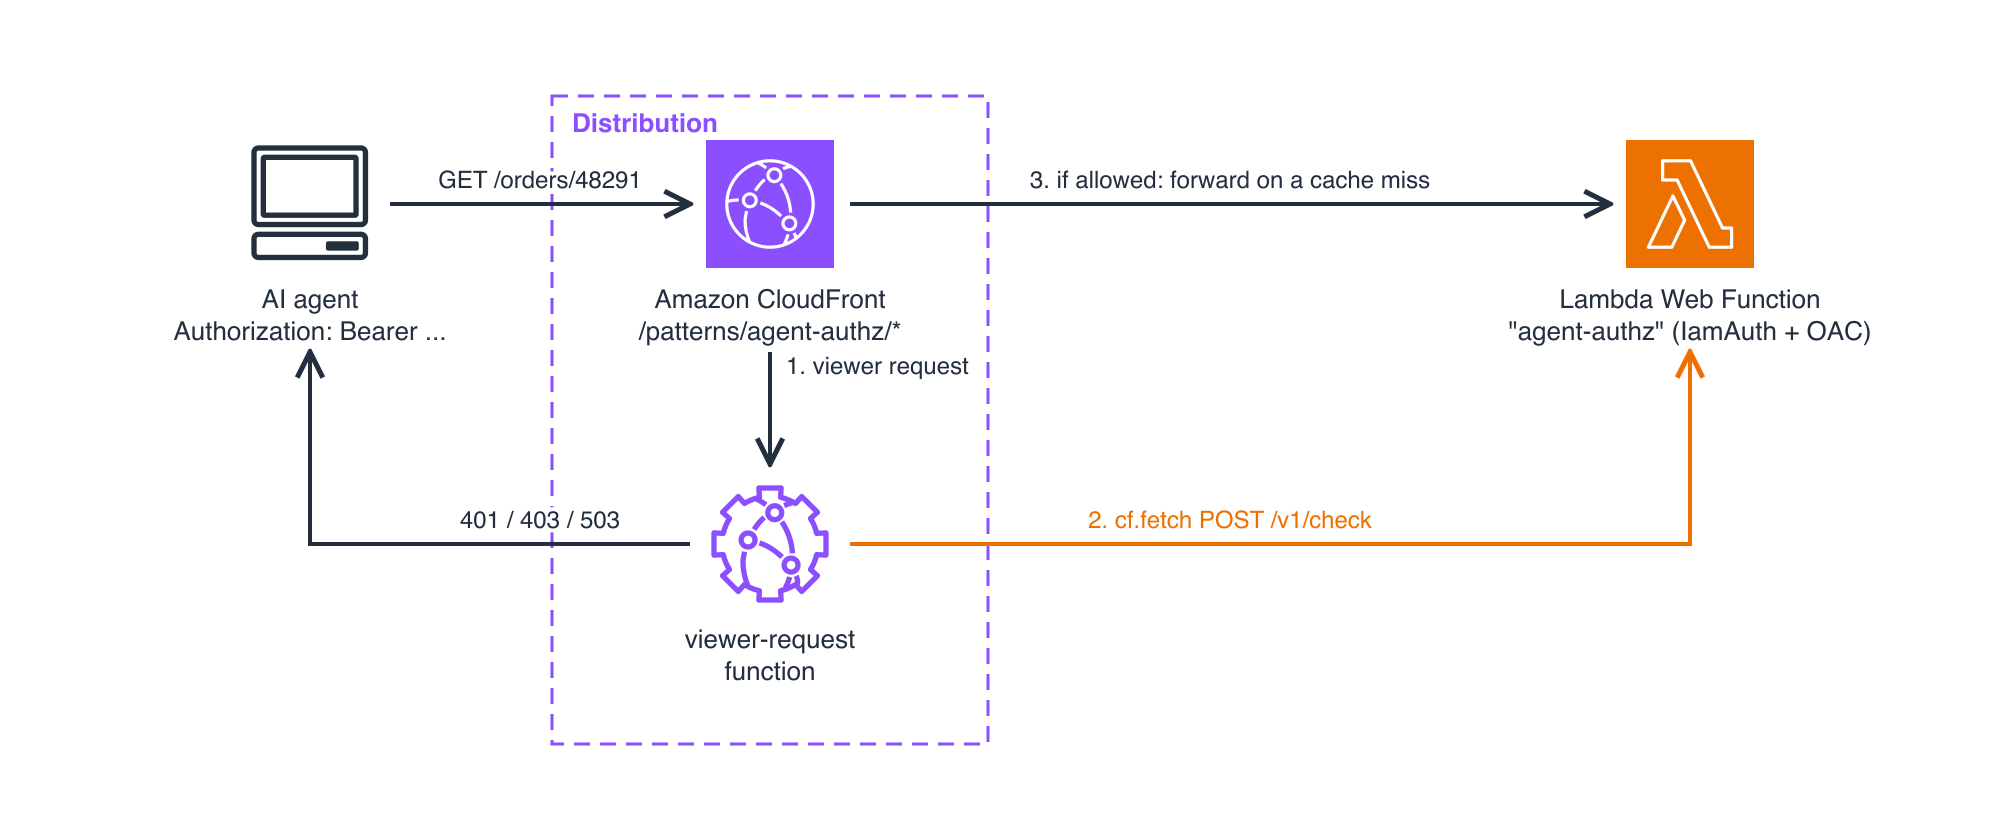 Distribution
GET /orders/48291
3. if allowed: forward on a cache miss
AI agent
Authorization: Bearer ...
Amazon CloudFront
/patterns/agent-authz/*
Lambda Web Function
"agent-authz" (IamAuth + OAC)
1. viewer request
401 / 403 / 503
2. cf.fetch POST /v1/check
viewer-request
function